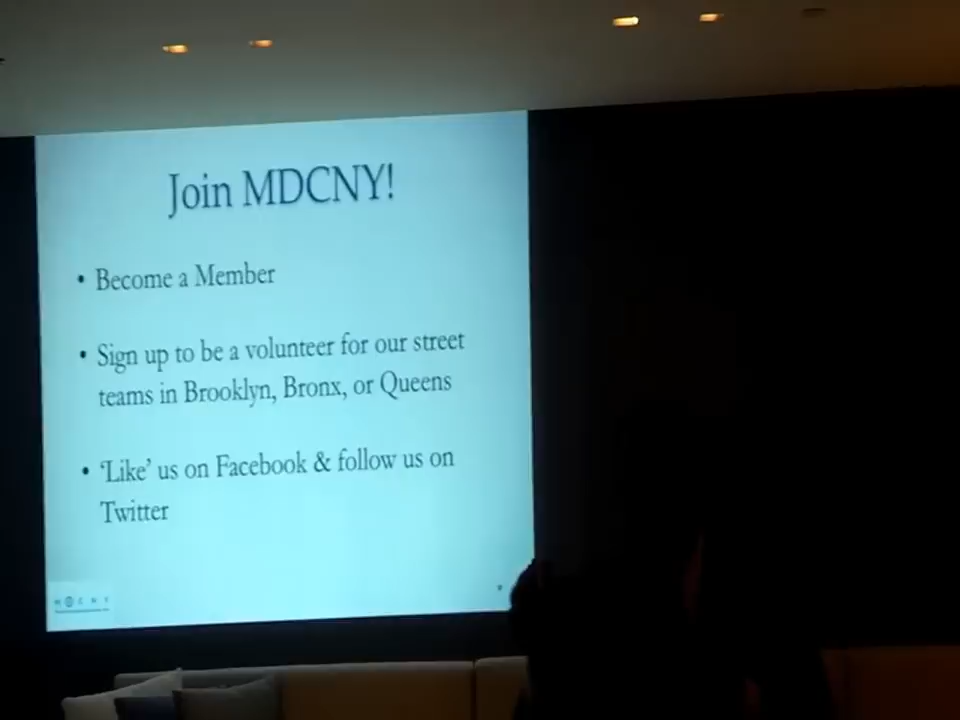 Join MDCNY!
• Become a Member
• Sign up to be a volunteer for our street
teams in Brooklyn, Bronx, or Queens
• ‘Like’ us on Facebook & follow us on
Twitter